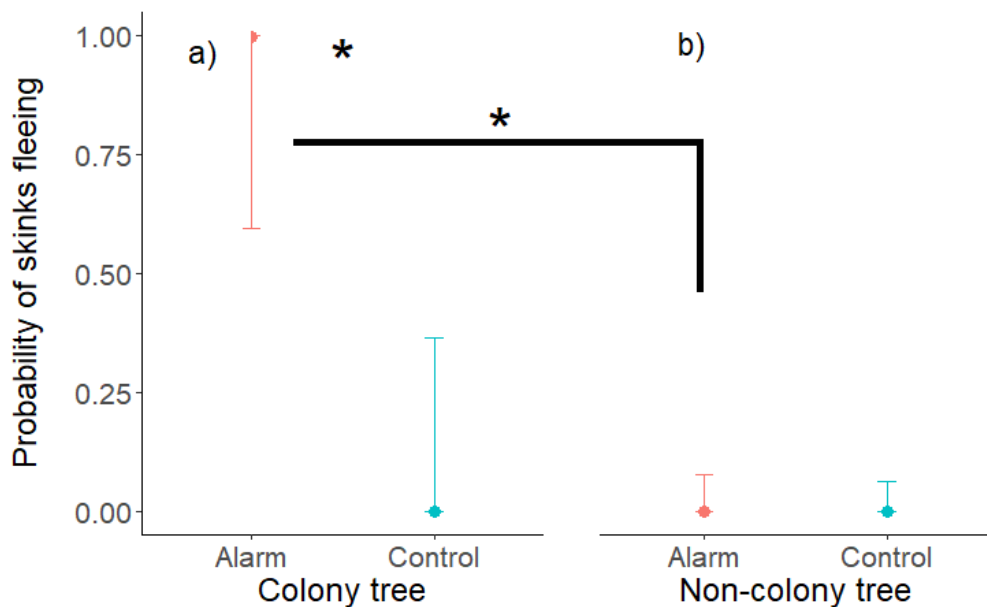 a)
*
b)
*
Probability of skinks fleeing
1.00
0.75
0.50
0.25
0.00
Alarm
Control
Alarm
Control
Colony tree
Non-colony tree